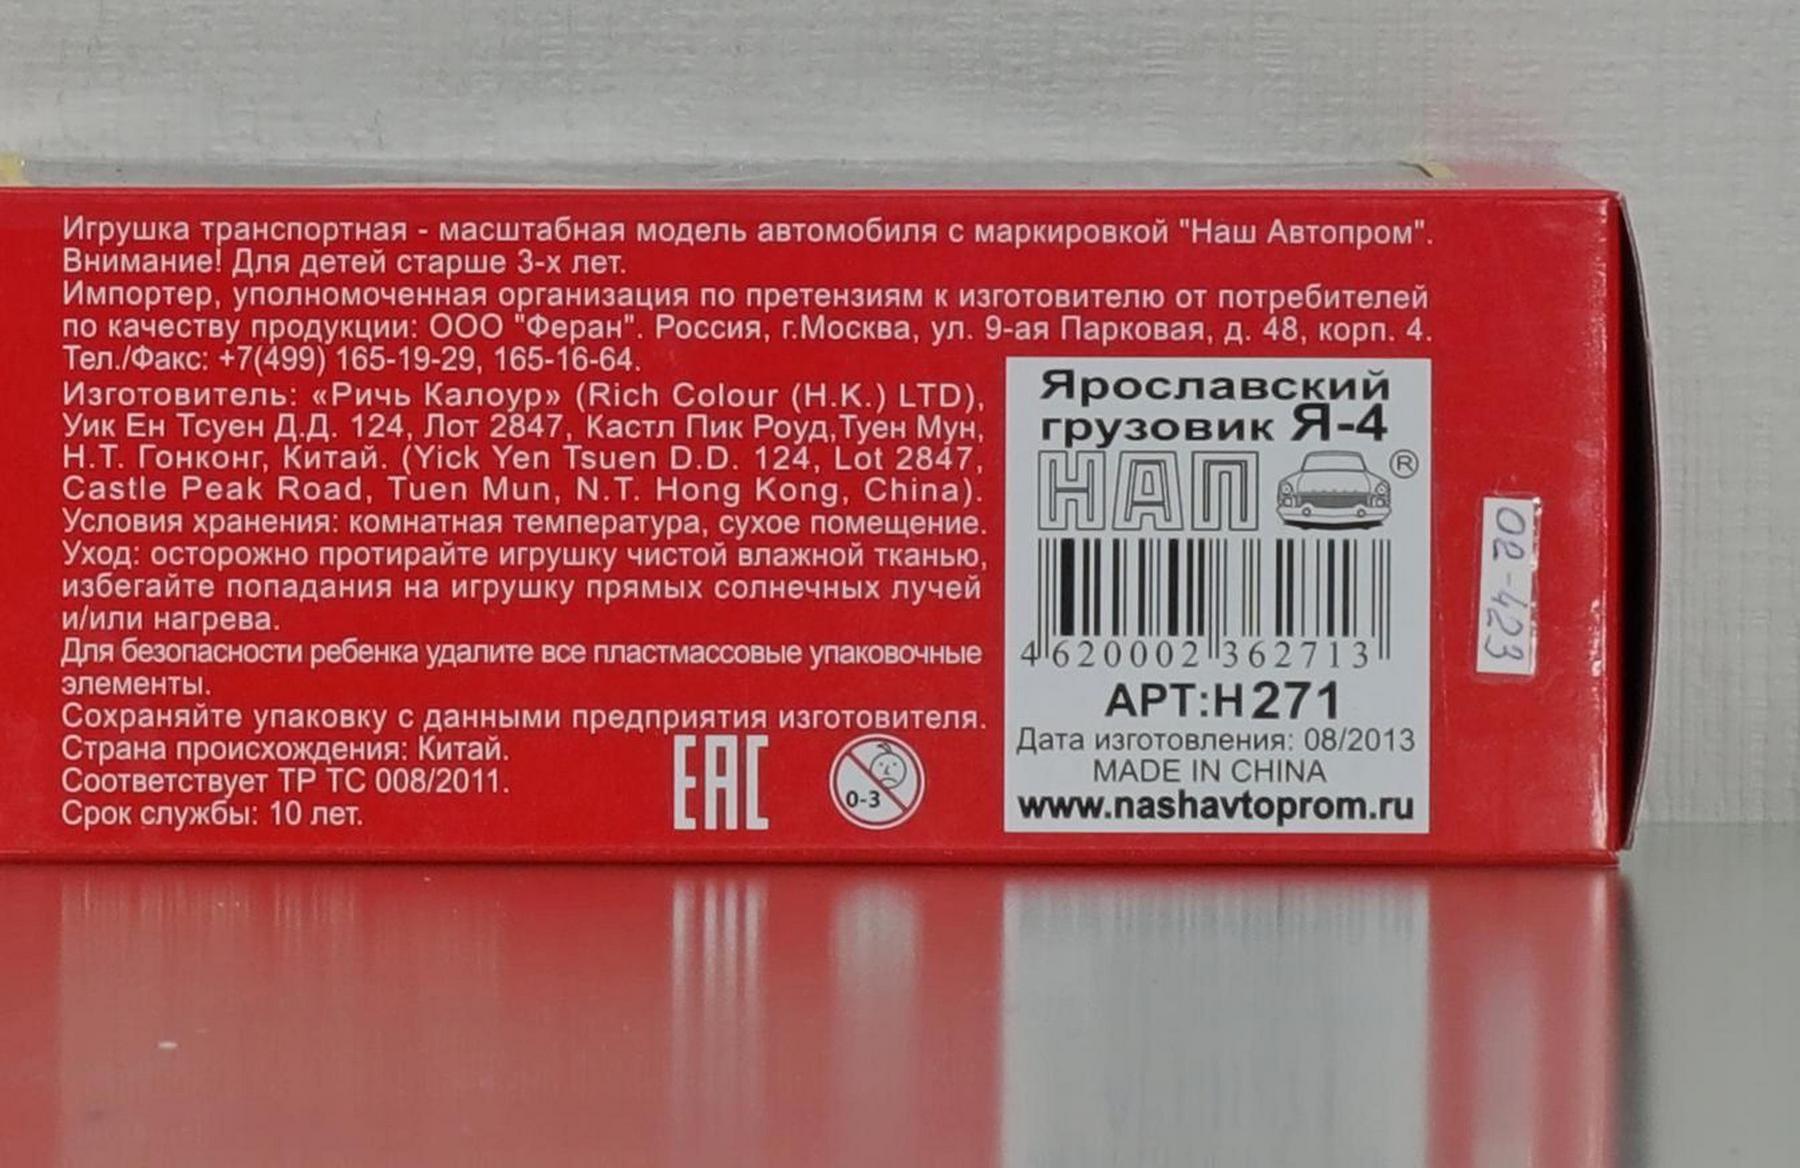 Игрушка транспортная - масштабная модель автомобиля с маркировкой "Наш Автопром".
Внимание! Для детей старше 3-х лет.
Импортер, уполномоченная организация по претензиям к изготовителю от потребителей
по качеству продукции: ООО "Феран". Россия, г.Москва, ул. 9-ая Парковая, д. 48, корп. 4.
Тел./Факс: +7(499) 165-19-29, 165-16-64.
Изготовитель: «Ричь Калоур» (Rich Colour (H.K.) LTD),
Уик Ен Тсуен Д.Д. 124, Лот 2847, Кастл Пик Роуд,Туен Мун,
Н.Т. Гонконг, Китай. (Yick Yen Tsuen D.D. 124, Lot 2847,
Castle Peak Road, Tuen Mun, N.T. Hong Kong, China).
Условия хранения: комнатная температура, сухое помещение.
Уход: осторожно протирайте игрушку чистой влажной тканью,
избегайте попадания на игрушку прямых солнечных лучей
и/или нагрева.
Для безопасности ребенка удалите все пластмассовые упаковочные
элементы.
Сохраняйте упаковку с данными предприятия изготовителя.
Страна происхождения: Китай.
Соответствует ТР ТС 008/2011.
Срок службы: 10 лет.
EAC
0-3
Ярославский
грузовик Я-4
НАП ®
4620002362713
АРТ:Н271
Дата изготовления: 08/2013
MADE IN CHINA
www.nashavtoprom.ru
02-423